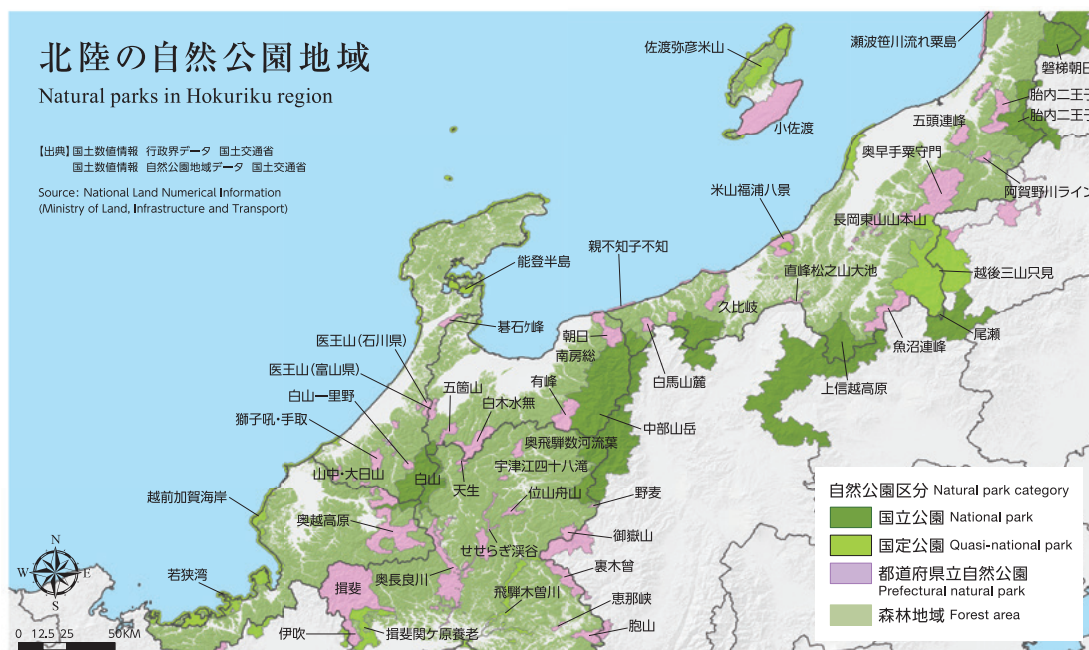 北陸の自然公園地域
Natural parks in Hokuriku region
【出典】国土数値情報 行政界データ 国土交通省
国土数値情報 自然公園地域データ 国土交通省
Source: National Land Numerical Information
(Ministry of Land, Infrastructure and Transport)
佐渡弥彦米山
瀬波笹川流れ粟島
磐梯朝日
胎内二王子
胎内二王子
小佐渡
五頭連峰
奥早手粟守門
阿賀野川ライン
米山福浦八景
長岡東山山本山
親不知子不知
能登半島
直峰松之山大池
越後三山只見
久比岐
碁石ケ峰
朝日
尾瀬
医王山(石川県)
南房総
魚沼連峰
医王山(富山県)
五箇山
有峰
白馬山麓
上信越高原
白山一里野
白木水無
獅子吼・手取
中部山岳
奥飛騨数河流葉
山中・大日山
白山
宇津江四十八滝
天生
越前加賀海岸
位山舟山
野麦
奥越高原
御嶽山
せせらぎ渓谷
若狭湾
揖斐
奥長良川
裏木曽
飛騨木曽川
恵那峡
伊吹
揖斐関ケ原養老
胞山
N
W
E
S
0 12.5 25 50KM
自然公園区分 Natural park category
国立公園 National park
国定公園 Quasi-national park
都道府県立自然公園
Prefectural natural park
森林地域 Forest area